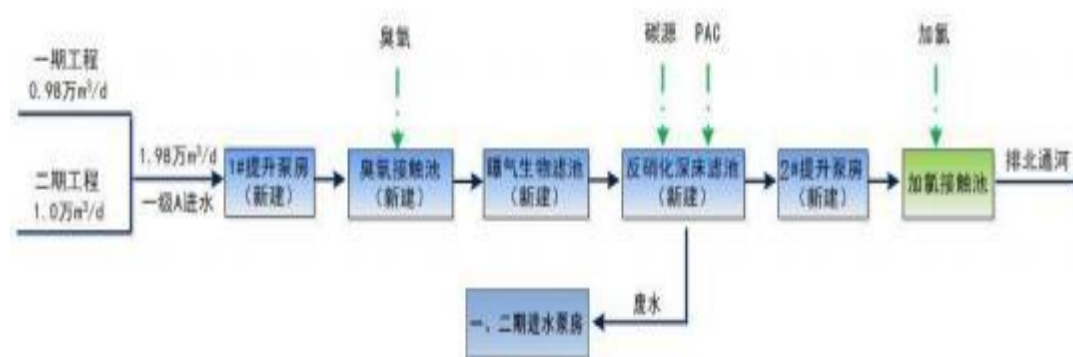 臭氧
碳源
PAC
加氯
一期工程
0.98万m³/d
1.98万m³/d
一级A进水
二期工程
1.0万m³/d
1#提升泵房
(新建)
臭氧接触池
(新建)
曝气生物滤池
(新建)
反硝化深床滤池
(新建)
2#提升泵房
(新建)
加氯接触池
排北通河
废水
一、二期进水泵房